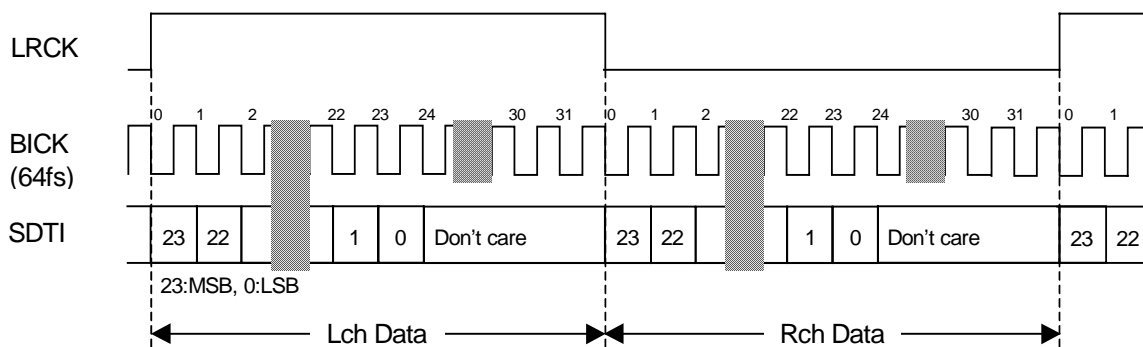 LRCK
0 1 2 22 23 24 30 31 0 1 2 22 23 24 30 31 0 1
BICK
(64fs)
SDTI 23 22 1 0 Don't care 23 22 1 0 Don't care 23 22
23:MSB, 0:LSB
Lch Data Rch Data